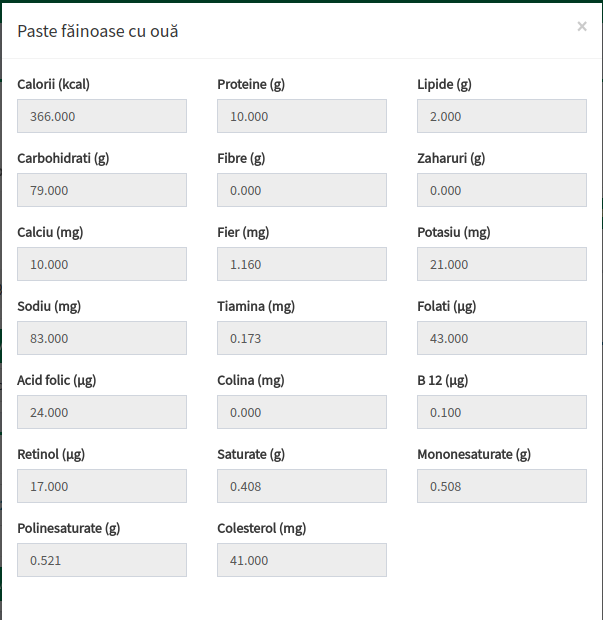 Paste făinoase cu ouă
×
Calorii (kcal) Proteine (g) Lipide (g)
366.000 10.000 2.000
Carbohidrati (g) Fibre (g) Zaharuri (g)
79.000 0.000 0.000
Calciu (mg) Fier (mg) Potasiu (mg)
10.000 1.160 21.000
Sodiu (mg) Tiamina (mg) Folati (µg)
83.000 0.173 43.000
Acid folic (µg) Colina (mg) B 12 (µg)
24.000 0.000 0.100
Retinol (µg) Saturate (g) Mononesaturate (g)
17.000 0.408 0.508
Polinesaturate (g) Colesterol (mg)
0.521 41.000